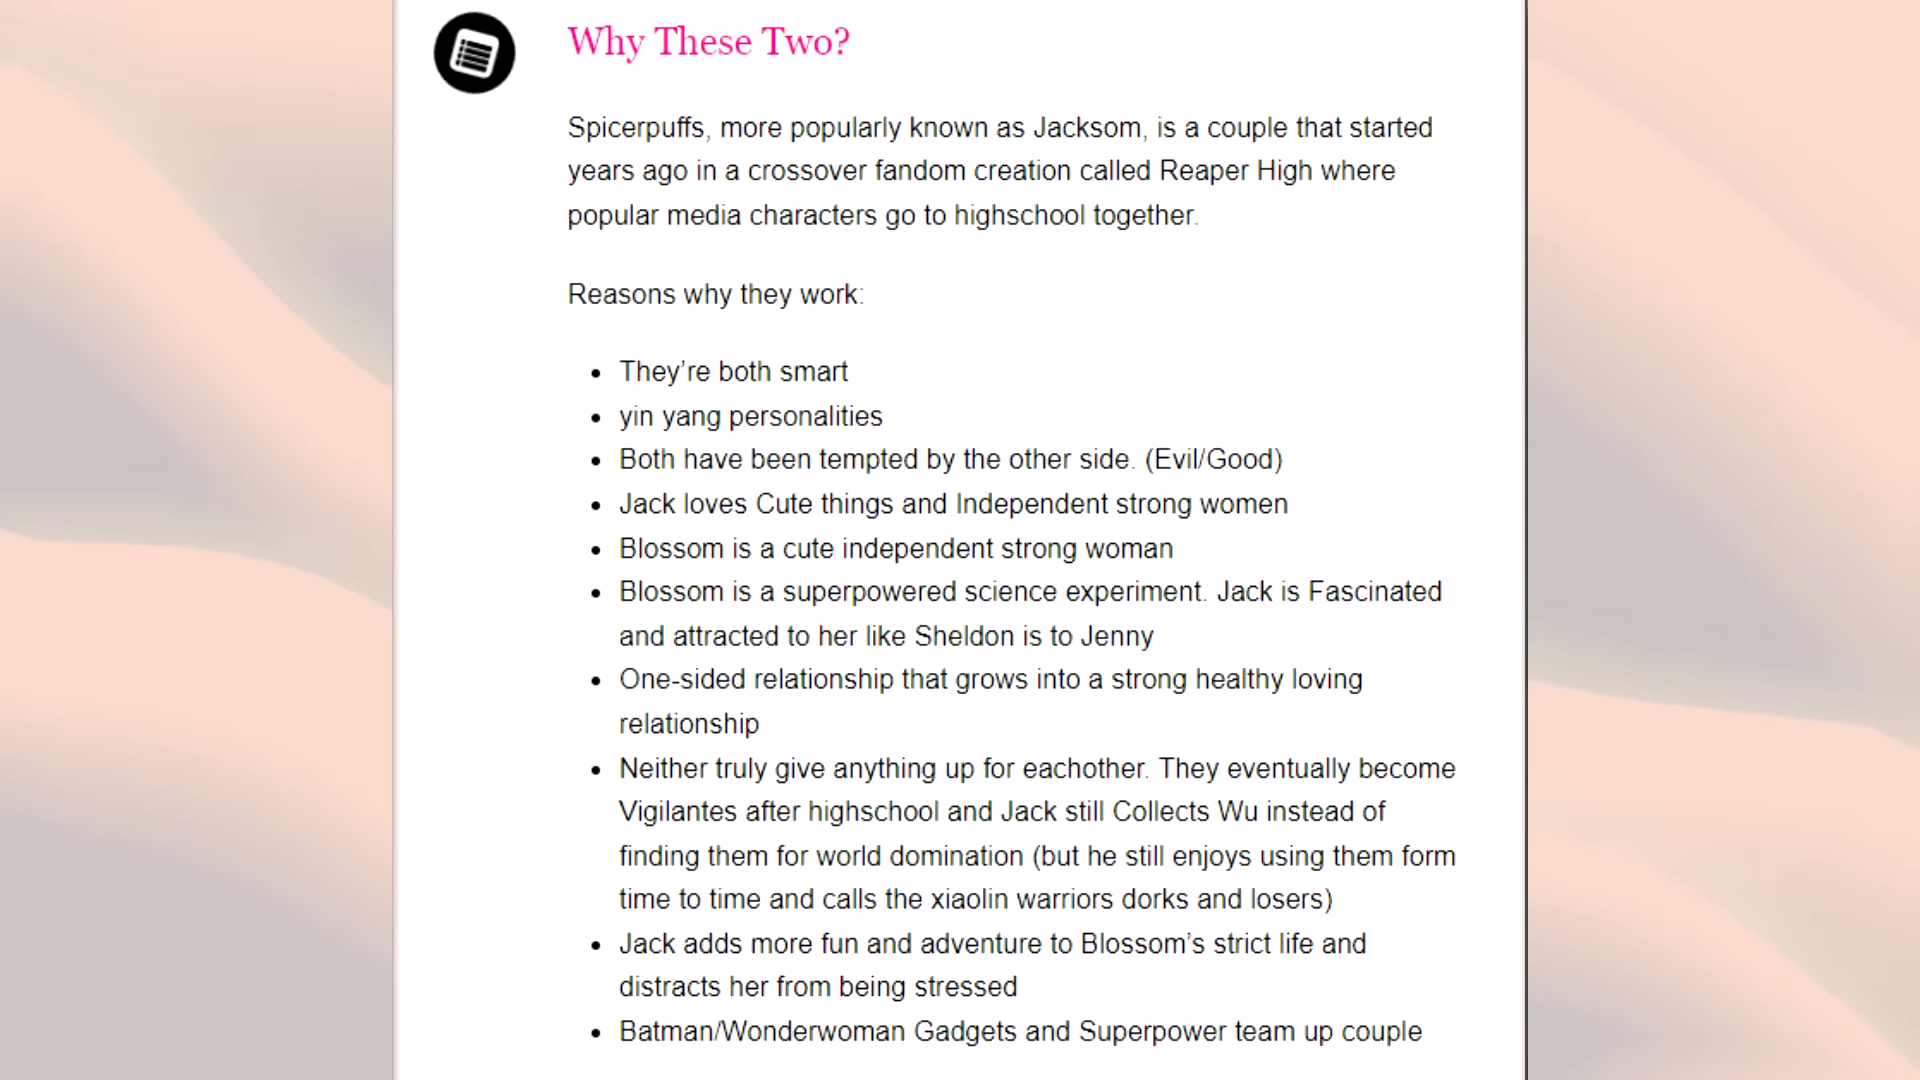 Why These Two?
Spicerpuffs, more popularly known as Jacksom, is a couple that started
years ago in a crossover fandom creation called Reaper High where
popular media characters go to highschool together.
Reasons why they work:
• They’re both smart
• yin yang personalities
• Both have been tempted by the other side. (Evil/Good)
• Jack loves Cute things and Independent strong women
• Blossom is a cute independent strong woman
• Blossom is a superpowered science experiment. Jack is Fascinated
and attracted to her like Sheldon is to Jenny
• One-sided relationship that grows into a strong healthy loving
relationship
• Neither truly give anything up for eachother. They eventually become
Vigilantes after highschool and Jack still Collects Wu instead of
finding them for world domination (but he still enjoys using them form
time to time and calls the xiaolin warriors dorks and losers)
• Jack adds more fun and adventure to Blossom’s strict life and
distracts her from being stressed
• Batman/Wonderwoman Gadgets and Superpower team up couple